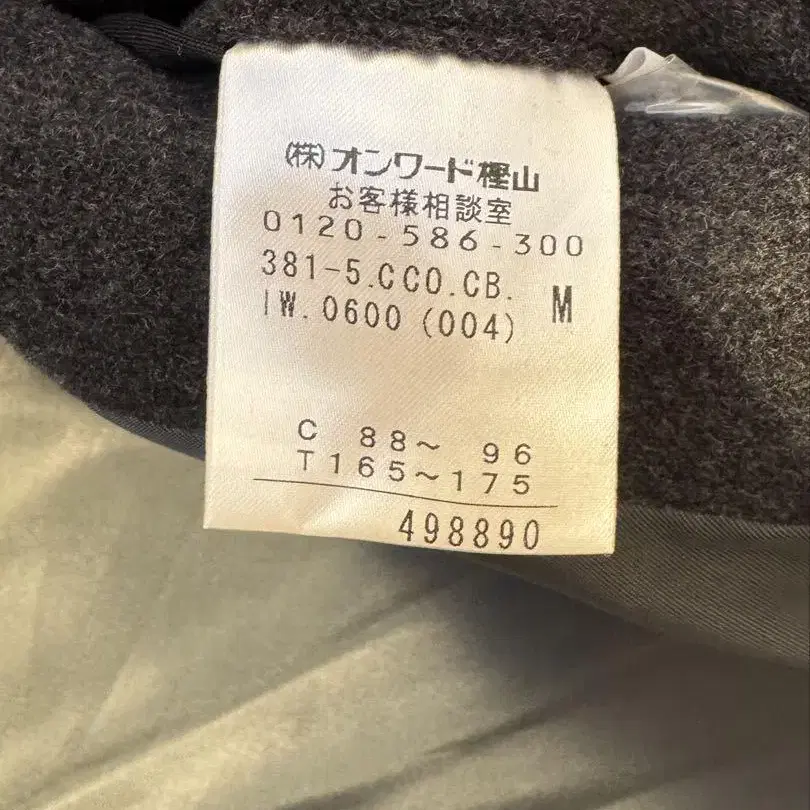 (株)オンワード樫山
お客様相談室
0120-586-300
381-5.CCO.CB. M
IW.0600 (004)
C 88～ 96
T165～175
498890